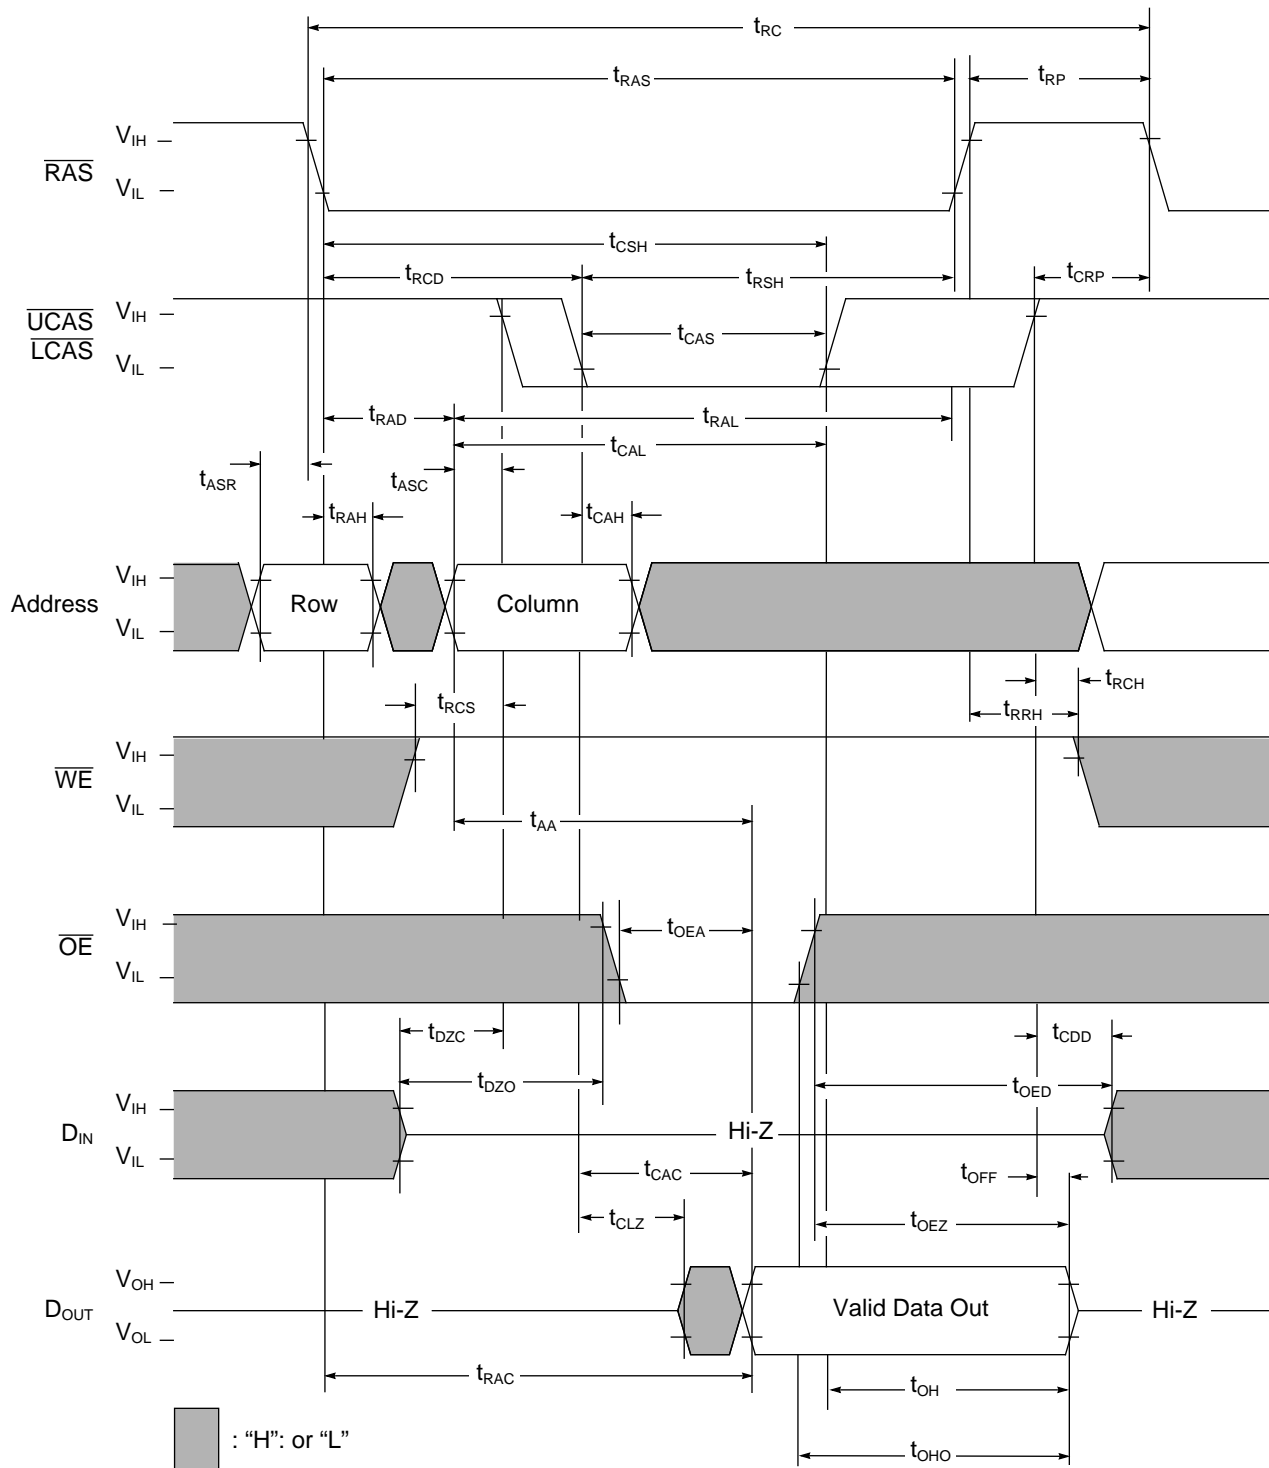 tRC
tRAS
tRP
RAS
VIH
VIL
tCSH
tRCD
tRSH
tCRP
UCAS
LCAS
VIH
VIL
tCAS
tRAD
tRAL
tCAL
tASR
tASC
tRAH
tCAH
Address
VIH
VIL
Row
Column
tRCH
tRCS
tRRH
WE
VIH
VIL
tAA
OE
VIH
VIL
tOEA
tDZC
tCDD
tDZO
tOED
DIN
VIH
VIL
Hi-Z
tCAC
tOFF
tCLZ
tOEZ
DOUT
VOH
VOL
Hi-Z
Valid Data Out
Hi-Z
tRAC
tOH
: “H”: or “L”
tOHO